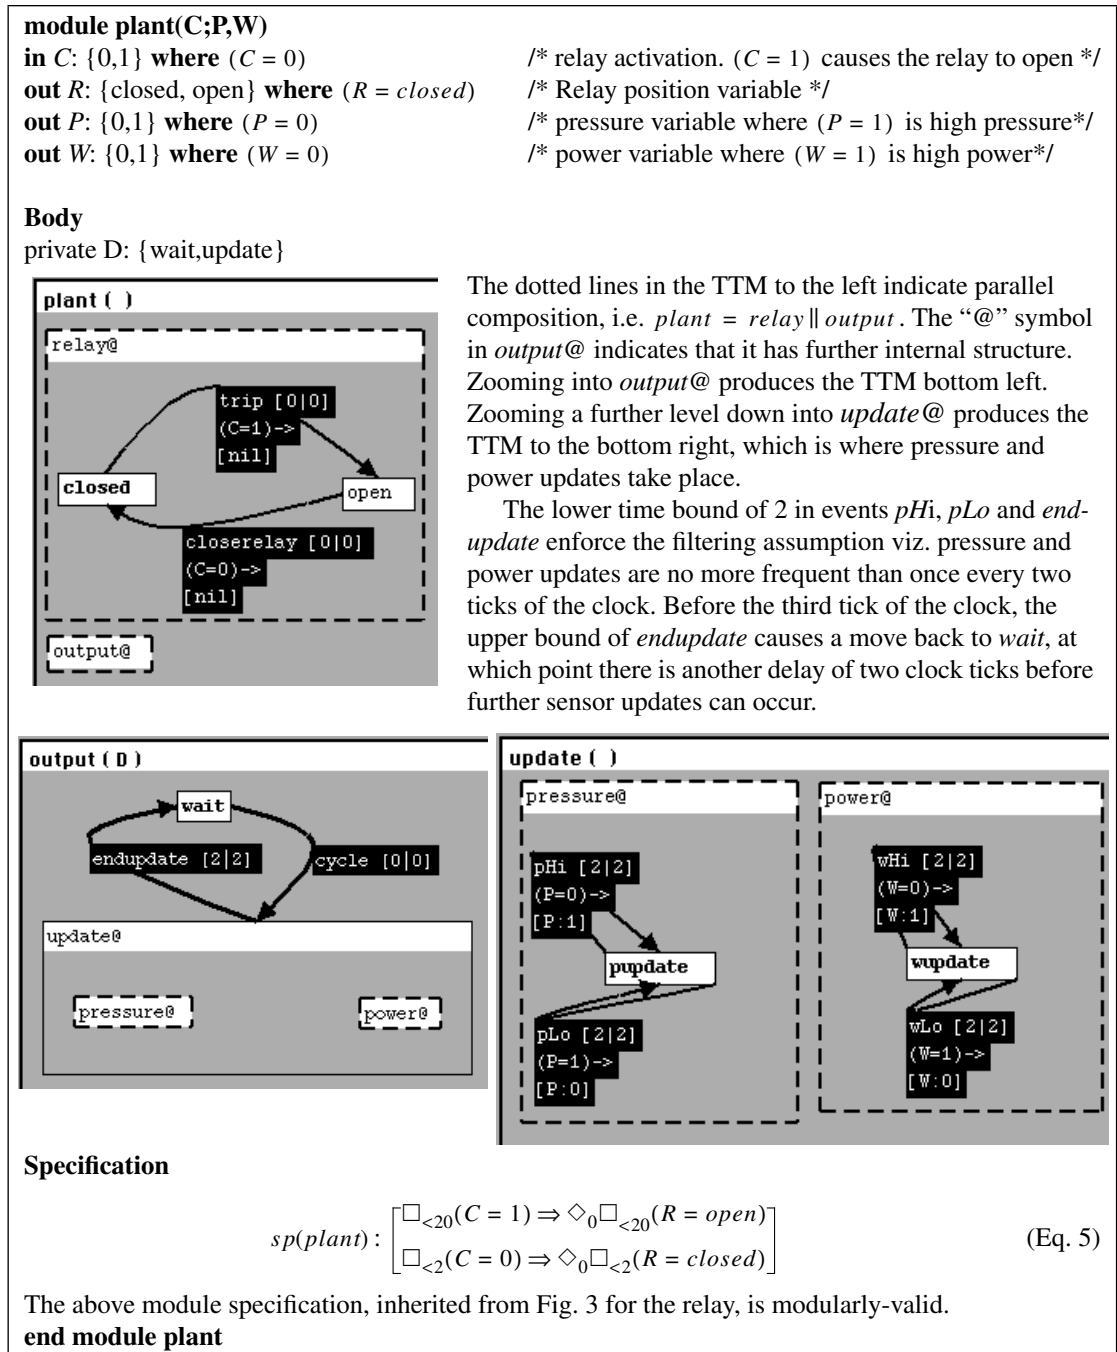 module plant(C;P,W)
in C: {0,1} where (C = 0) /* relay activation. (C = 1) causes the relay to open */
out R: {closed, open} where (R = closed) /* Relay position variable */
out P: {0,1} where (P = 0) /* pressure variable where (P = 1) is high pressure*/
out W: {0,1} where (W = 0) /* power variable where (W = 1) is high power*/
Body
private D: {wait,update}
plant ( )
relay@
trip [0|0]
(C=1)->
[nil]
closed
open
closerelay [0|0]
(C=0)->
[nil]
output@
The dotted lines in the TTM to the left indicate parallel
composition, i.e. plant = relay || output. The “@” symbol
in output@ indicates that it has further internal structure.
Zooming into output@ produces the TTM bottom left.
Zooming a further level down into update@ produces the
TTM to the bottom right, which is where pressure and
power updates take place.
The lower time bound of 2 in events pHi, pLo and end-
update enforce the filtering assumption viz. pressure and
power updates are no more frequent than once every two
ticks of the clock. Before the third tick of the clock, the
upper bound of endupdate causes a move back to wait, at
which point there is another delay of two clock ticks before
further sensor updates can occur.
output ( D )
wait
endupdate [2|2]
cycle [0|0]
update@
pressure@
power@
update ( )
pressure@
pHi [2|2]
(P=0)->
[P:1]
pupdate
pLo [2|2]
(P=1)->
[P:0]
power@
wHi [2|2]
(W=0)->
[W:1]
wupdate
wLo [2|2]
(W=1)->
[W:0]
Specification
sp(plant): [ □<20(C = 1) ⇒ ◇0□<20(R = open)
□<2(C = 0) ⇒ ◇0□<2(R = closed) ] (Eq. 5)
The above module specification, inherited from Fig. 3 for the relay, is modularly-valid.
end module plant